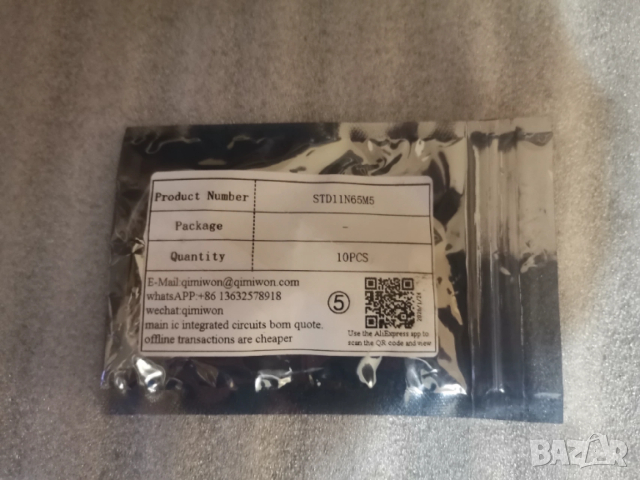 Product Number STD11N65M5
Package -
Quantity 10PCS
E-Mail:qimiwon@qimiwon.com
whatsAPP:+86 13632578918
wechat:qimiwon
main ic integrated circuits bom quote.
offline transactions are cheaper
5
Use the AliExpress app to
scan the QR code and view
BAZAR
bg